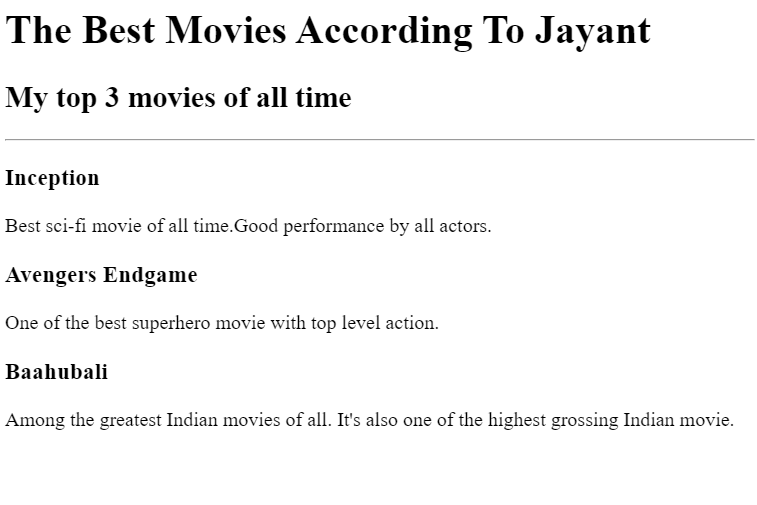 The Best Movies According To Jayant
My top 3 movies of all time
Inception
Best sci-fi movie of all time.Good performance by all actors.
Avengers Endgame
One of the best superhero movie with top level action.
Baahubali
Among the greatest Indian movies of all. It's also one of the highest grossing Indian movie.